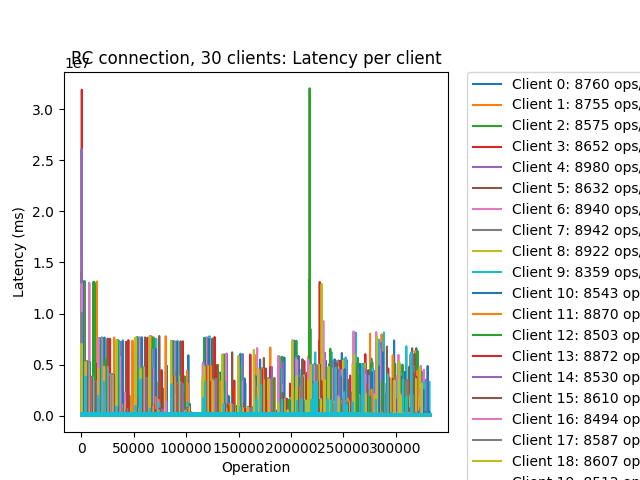 RC connection, 30 clients: Latency per client
1e7
3.0
2.5
2.0
1.5
1.0
0.5
0.0
Latency (ms)
0 50000 100000 150000 200000 250000 300000
Operation
Client 0: 8760 ops/
Client 1: 8755 ops/
Client 2: 8575 ops/
Client 3: 8652 ops/
Client 4: 8980 ops/
Client 5: 8632 ops/
Client 6: 8940 ops/
Client 7: 8942 ops/
Client 8: 8922 ops/
Client 9: 8359 ops/
Client 10: 8543 op
Client 11: 8870 op
Client 12: 8503 op
Client 13: 8872 op
Client 14: 8530 op
Client 15: 8610 op
Client 16: 8494 op
Client 17: 8587 op
Client 18: 8607 op